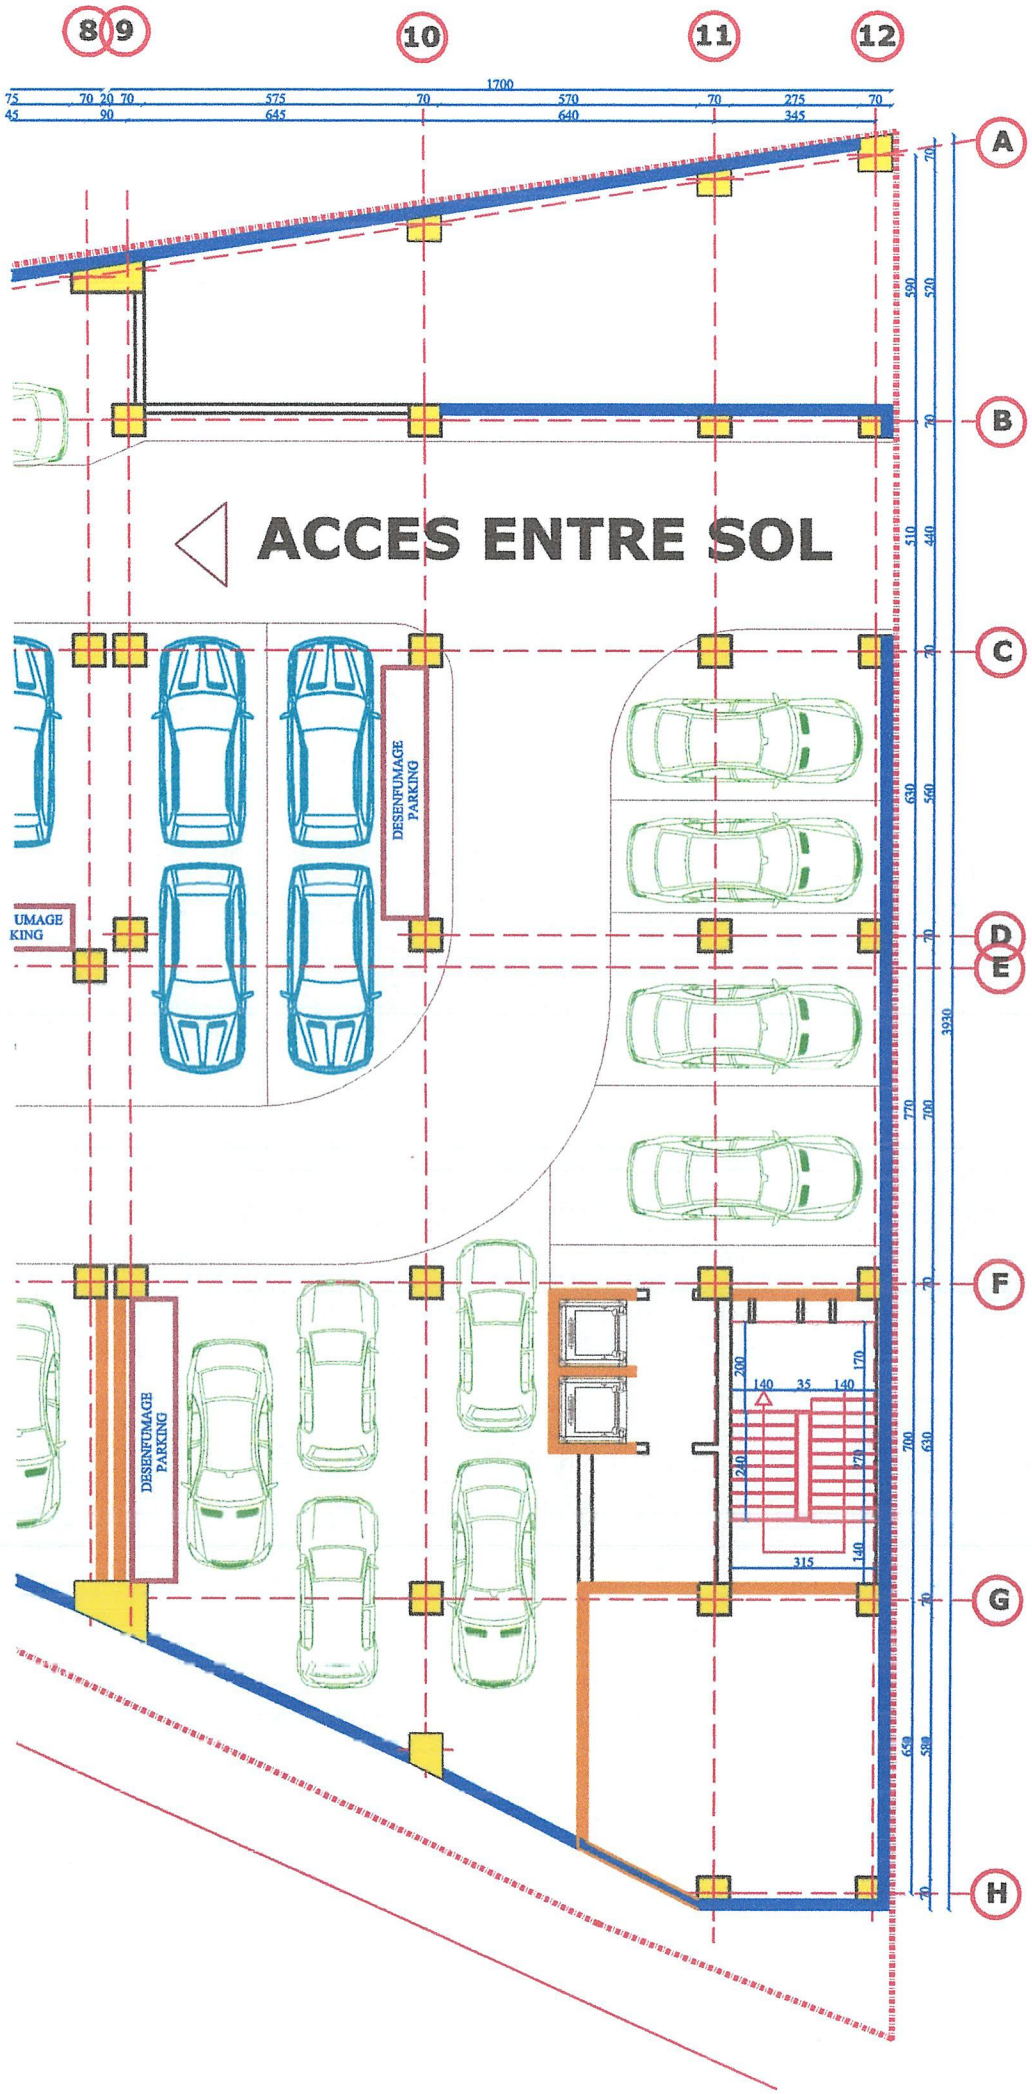 8 9 10 11 12
1700
75 70 20 70 575 70 570 70 275 70
45 90 645 640 345
A
70
590 520
B
70
ACCES ENTRE SOL
510 440
C
70
DESENFUMAGE
PARKING
630 560
UMAGE
KING
D
70
E
3930
770 700
F
70
200 170
140 35 140
DESENFUMAGE
PARKING
700 630
240 270
315 140
G
70
650 580
H
70